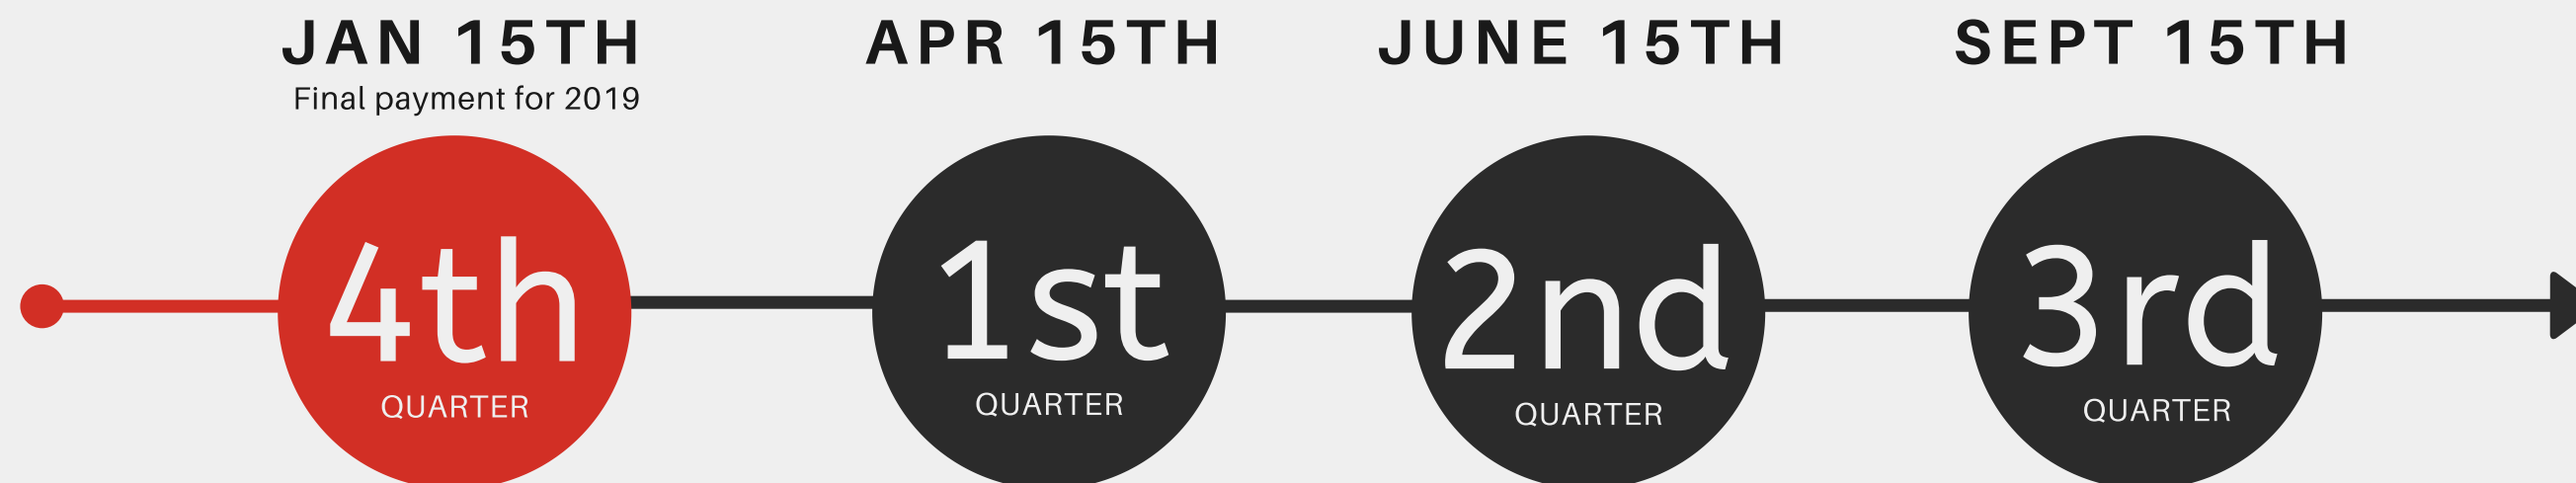 JAN 15TH
Final payment for 2019
4th
QUARTER
APR 15TH
1st
QUARTER
JUNE 15TH
2nd
QUARTER
SEPT 15TH
3rd
QUARTER